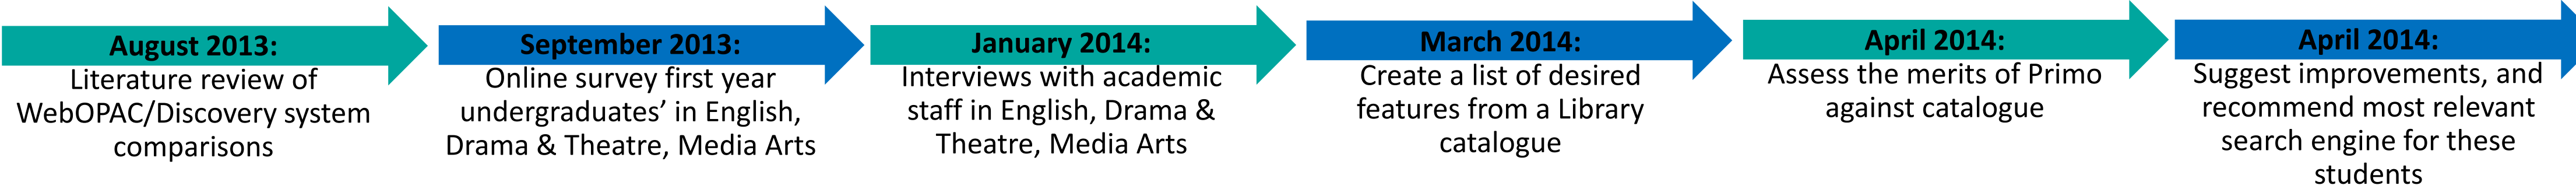 August 2013:
Literature review of
WebOPAC/Discovery system
comparisons
September 2013:
Online survey first year
undergraduates’ in English,
Drama & Theatre, Media Arts
January 2014:
Interviews with academic
staff in English, Drama &
Theatre, Media Arts
March 2014:
Create a list of desired
features from a Library
catalogue
April 2014:
Assess the merits of Primo
against catalogue
April 2014:
Suggest improvements, and
recommend most relevant
search engine for these
students